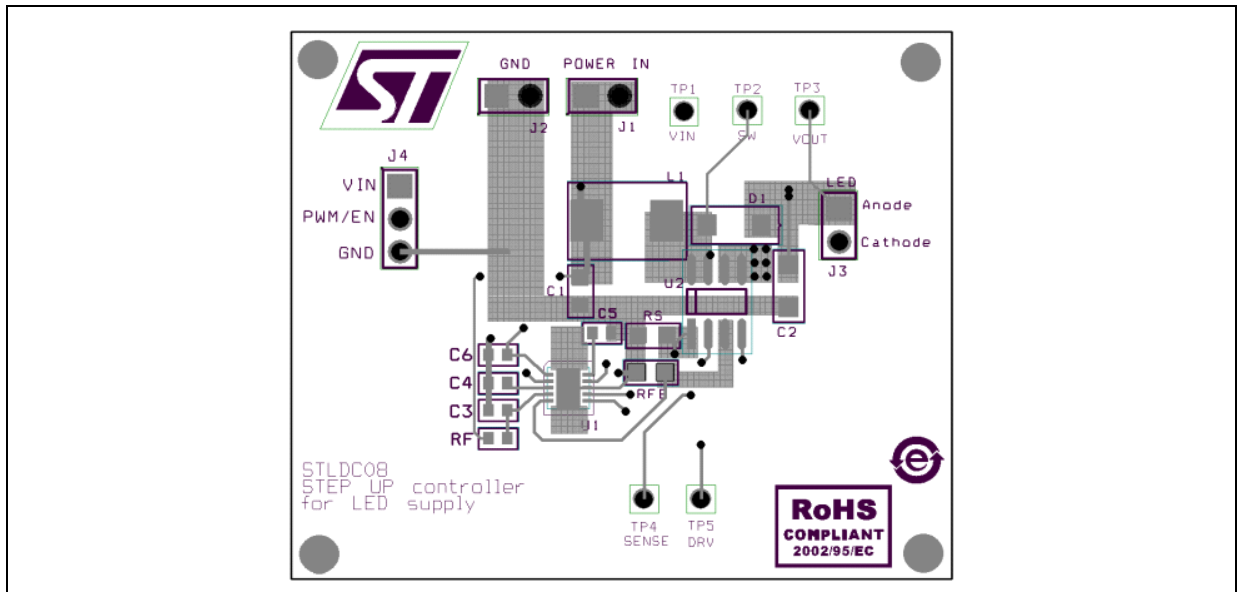 ST
GND
POWER IN
J2
J1
TP1
VIN
TP2
SW
TP3
VOUT
J4
VIN
PWM/EN
GND
L1
D1
LED
Anode
Cathode
J3
C1
U2
C2
C5
RS
C6
C4
C3
RF
RFB
U1
STLDC08
STEP UP controller
for LED supply
TP4
SENSE
TP5
DRV
e
RoHS
COMPLIANT
2002/95/EC